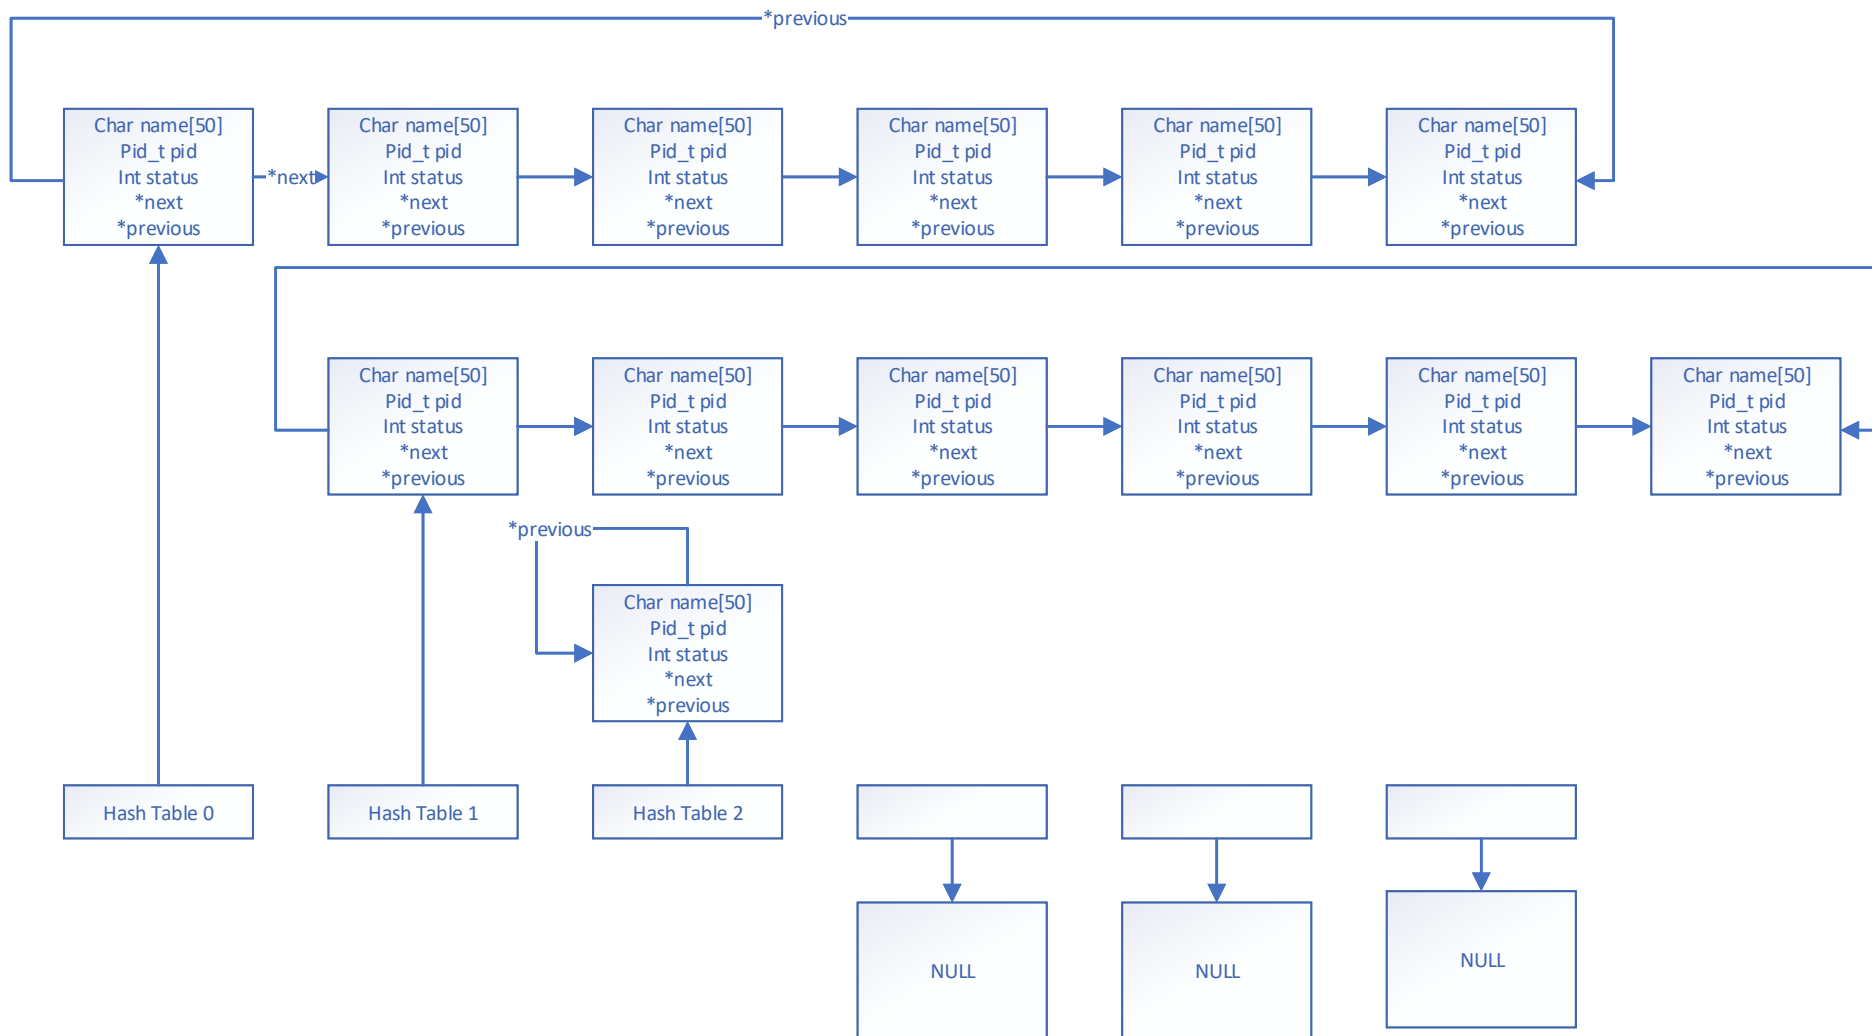 *previous
Char name[50]
Pid_t pid
Int status
*next
*previous
*next
Char name[50]
Pid_t pid
Int status
*next
*previous
Char name[50]
Pid_t pid
Int status
*next
*previous
Char name[50]
Pid_t pid
Int status
*next
*previous
Char name[50]
Pid_t pid
Int status
*next
*previous
Char name[50]
Pid_t pid
Int status
*next
*previous
Char name[50]
Pid_t pid
Int status
*next
*previous
Char name[50]
Pid_t pid
Int status
*next
*previous
Char name[50]
Pid_t pid
Int status
*next
*previous
Char name[50]
Pid_t pid
Int status
*next
*previous
Char name[50]
Pid_t pid
Int status
*next
*previous
Char name[50]
Pid_t pid
Int status
*next
*previous
*previous
Char name[50]
Pid_t pid
Int status
*next
*previous
Hash Table 0
Hash Table 1
Hash Table 2
NULL
NULL
NULL